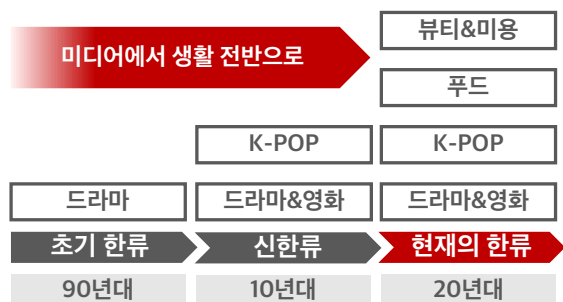 뷰티&미용
미디어에서 생활 전반으로
푸드
K-POP
K-POP
드라마
드라마&영화
드라마&영화
초기 한류
신한류
현재의 한류
90년대
10년대
20년대